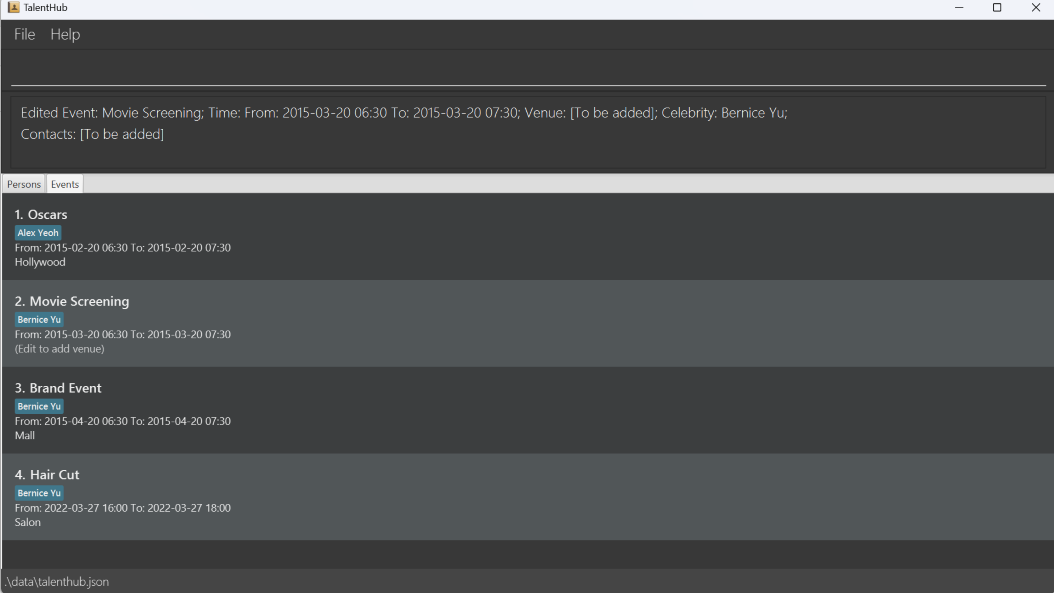 TalentHub
File Help
Edited Event: Movie Screening; Time: From: 2015-03-20 06:30 To: 2015-03-20 07:30; Venue: [To be added]; Celebrity: Bernice Yu;
Contacts: [To be added]
Persons Events
1. Oscars
Alex Yeoh
From: 2015-02-20 06:30 To: 2015-02-20 07:30
Hollywood
2. Movie Screening
Bernice Yu
From: 2015-03-20 06:30 To: 2015-03-20 07:30
(Edit to add venue)
3. Brand Event
Bernice Yu
From: 2015-04-20 06:30 To: 2015-04-20 07:30
Mall
4. Hair Cut
Bernice Yu
From: 2022-03-27 16:00 To: 2022-03-27 18:00
Salon
.\data\talenthub.json